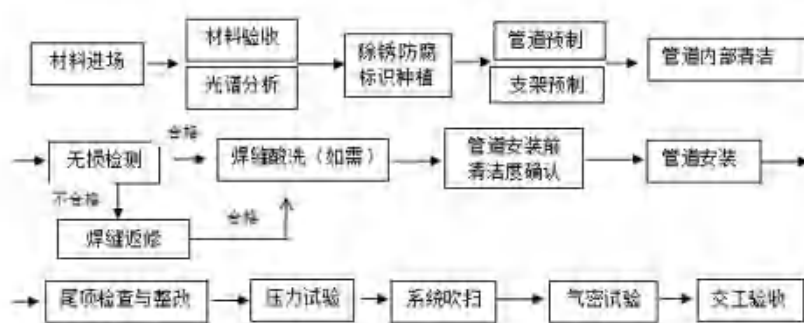 材料进场
材料验收
光谱分析
除锈防腐
标识种植
管道预制
支架预制
管道内部清洁
无损检测
合格
不合格
焊缝返修
合格
焊缝酸洗（如需）
管道安装前
清洁度确认
管道安装
尾项检查与整改
压力试验
系统吹扫
气密试验
交工验收